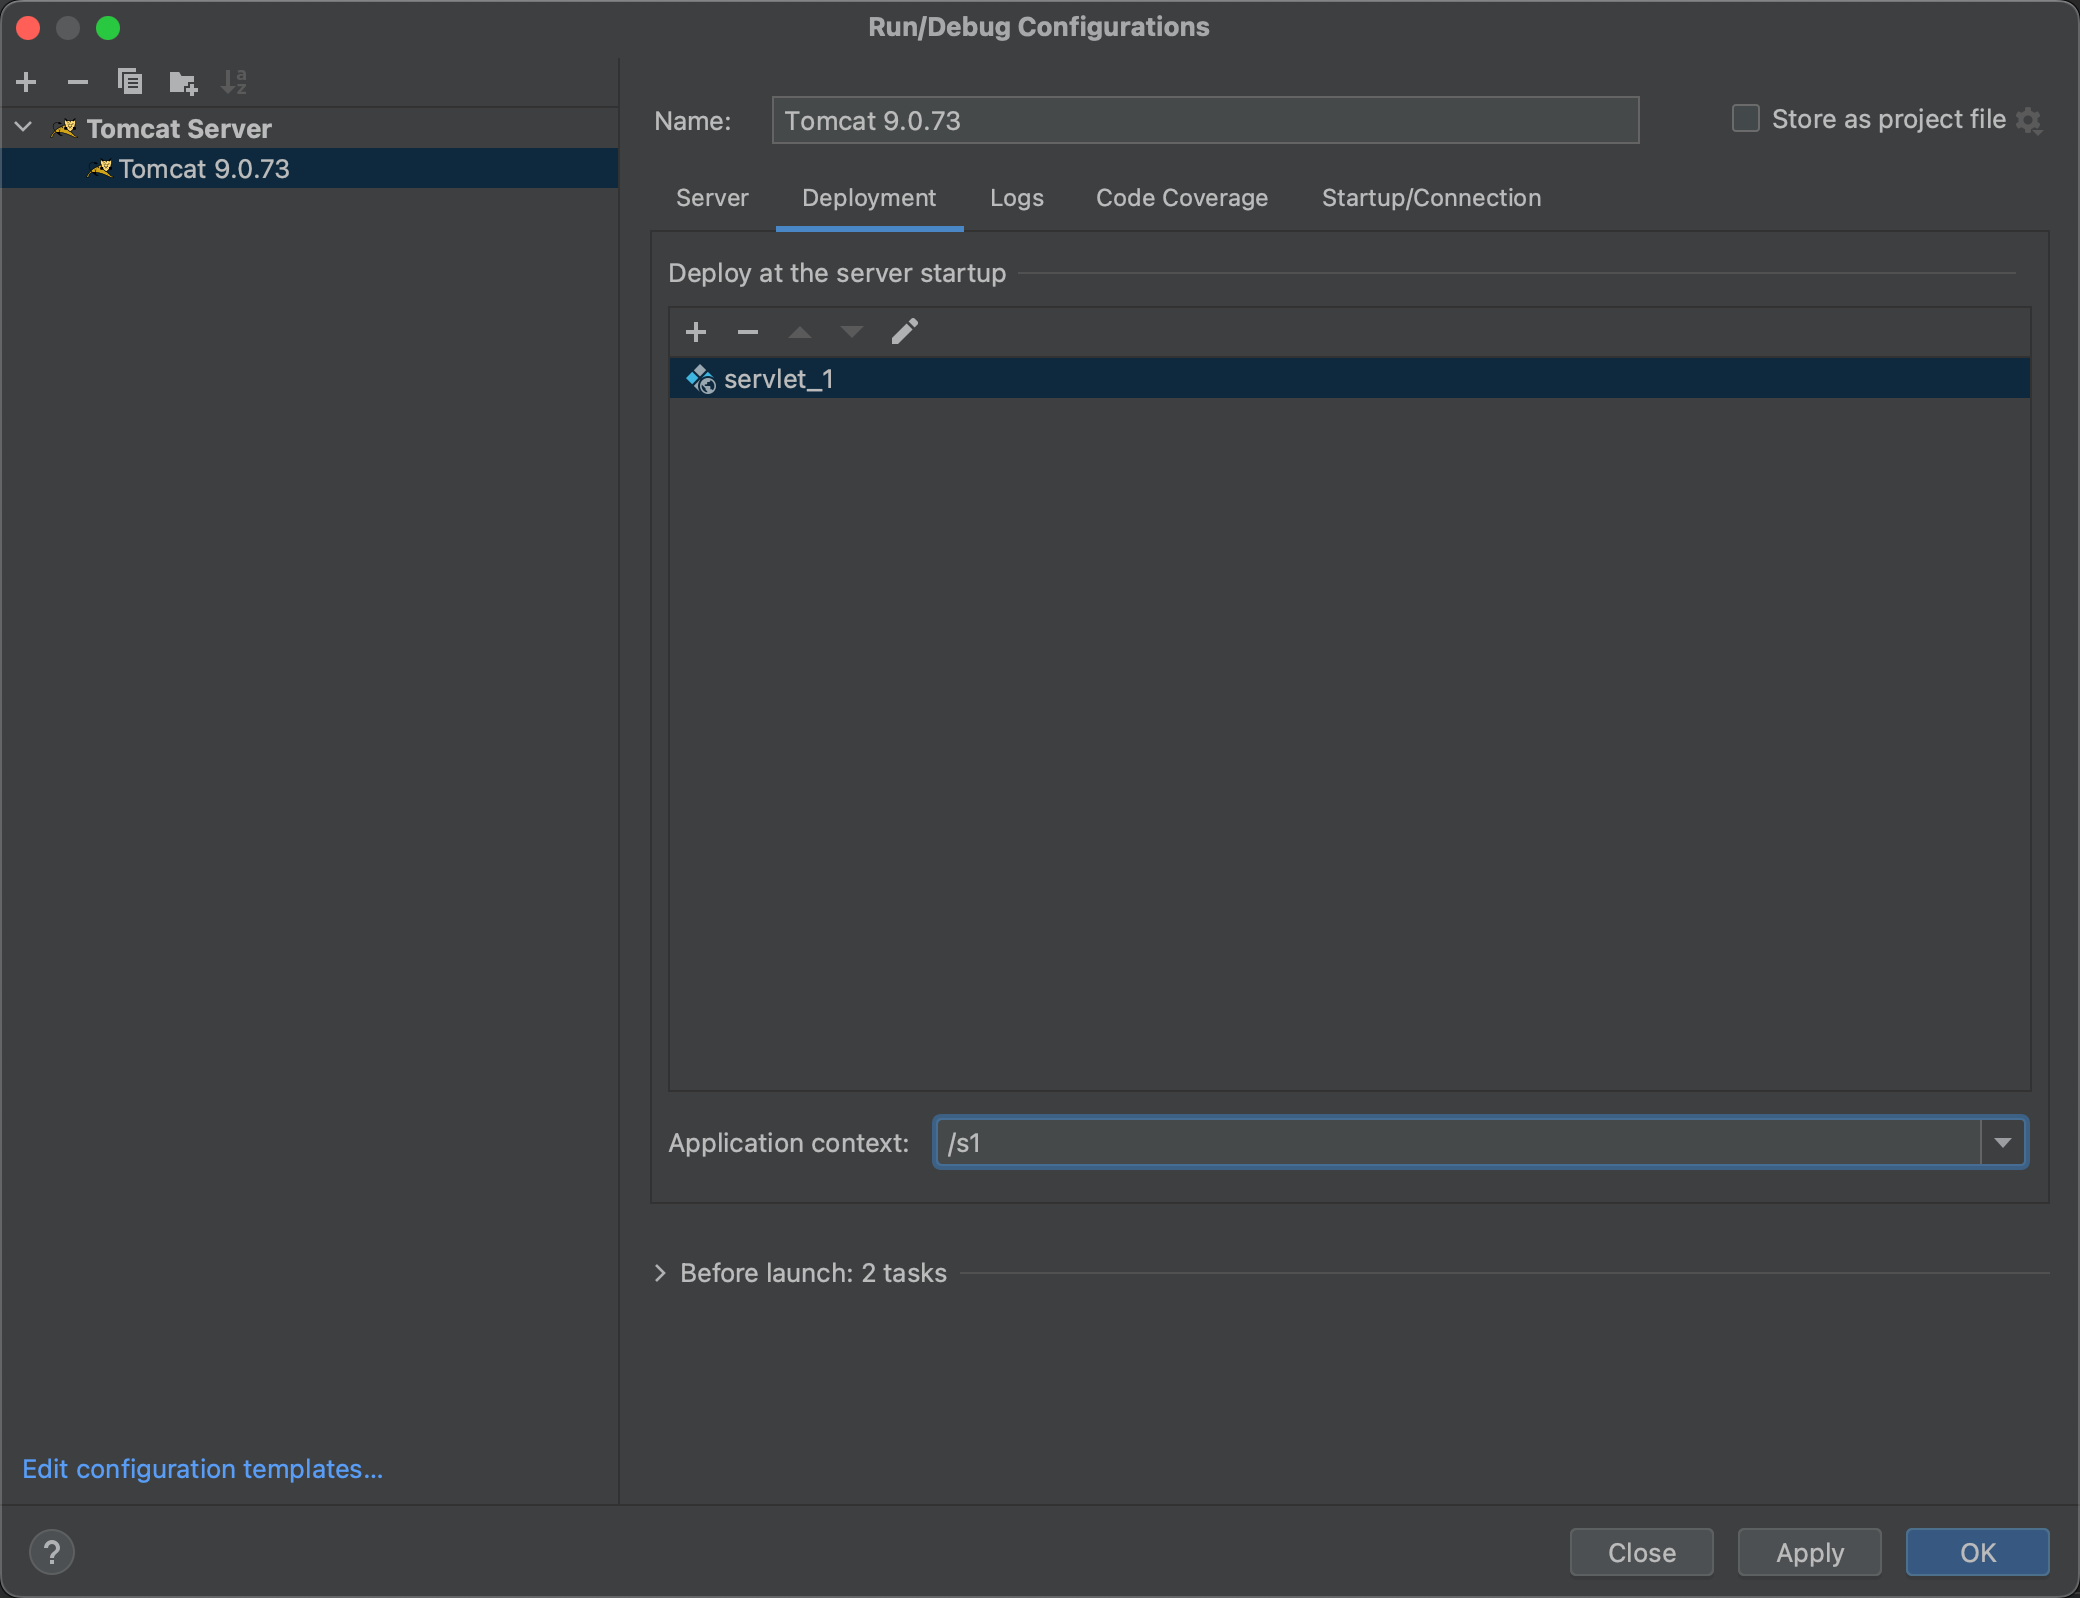 Run/Debug Configurations
Tomcat Server
Tomcat 9.0.73
Name: Tomcat 9.0.73
Store as project file
Server Deployment Logs Code Coverage Startup/Connection
Deploy at the server startup
servlet_1
Application context: /s1
Before launch: 2 tasks
Edit configuration templates...
? Close Apply OK